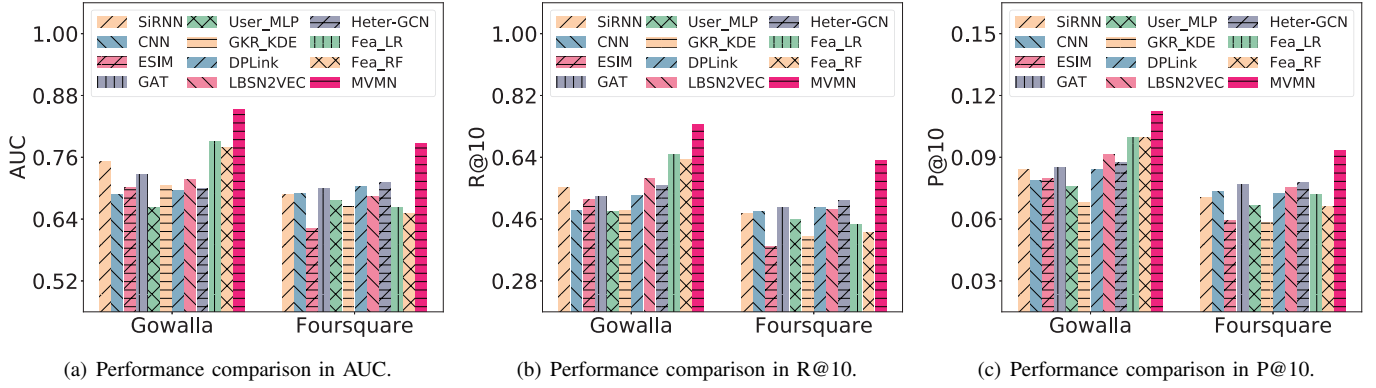 SiRNN User_MLP Heter-GCN
CNN GKR_KDE Fea_LR
ESIM DPLink Fea_RF
GAT LBSN2VEC MVMN
AUC
1.00
0.88
0.76
0.64
0.52
Gowalla Foursquare
(a) Performance comparison in AUC.
SiRNN User_MLP Heter-GCN
CNN GKR_KDE Fea_LR
ESIM DPLink Fea_RF
GAT LBSN2VEC MVMN
R@10
1.00
0.82
0.64
0.46
0.28
Gowalla Foursquare
(b) Performance comparison in R@10.
SiRNN User_MLP Heter-GCN
CNN GKR_KDE Fea_LR
ESIM DPLink Fea_RF
GAT LBSN2VEC MVMN
P@10
0.15
0.12
0.09
0.06
0.03
Gowalla Foursquare
(c) Performance comparison in P@10.